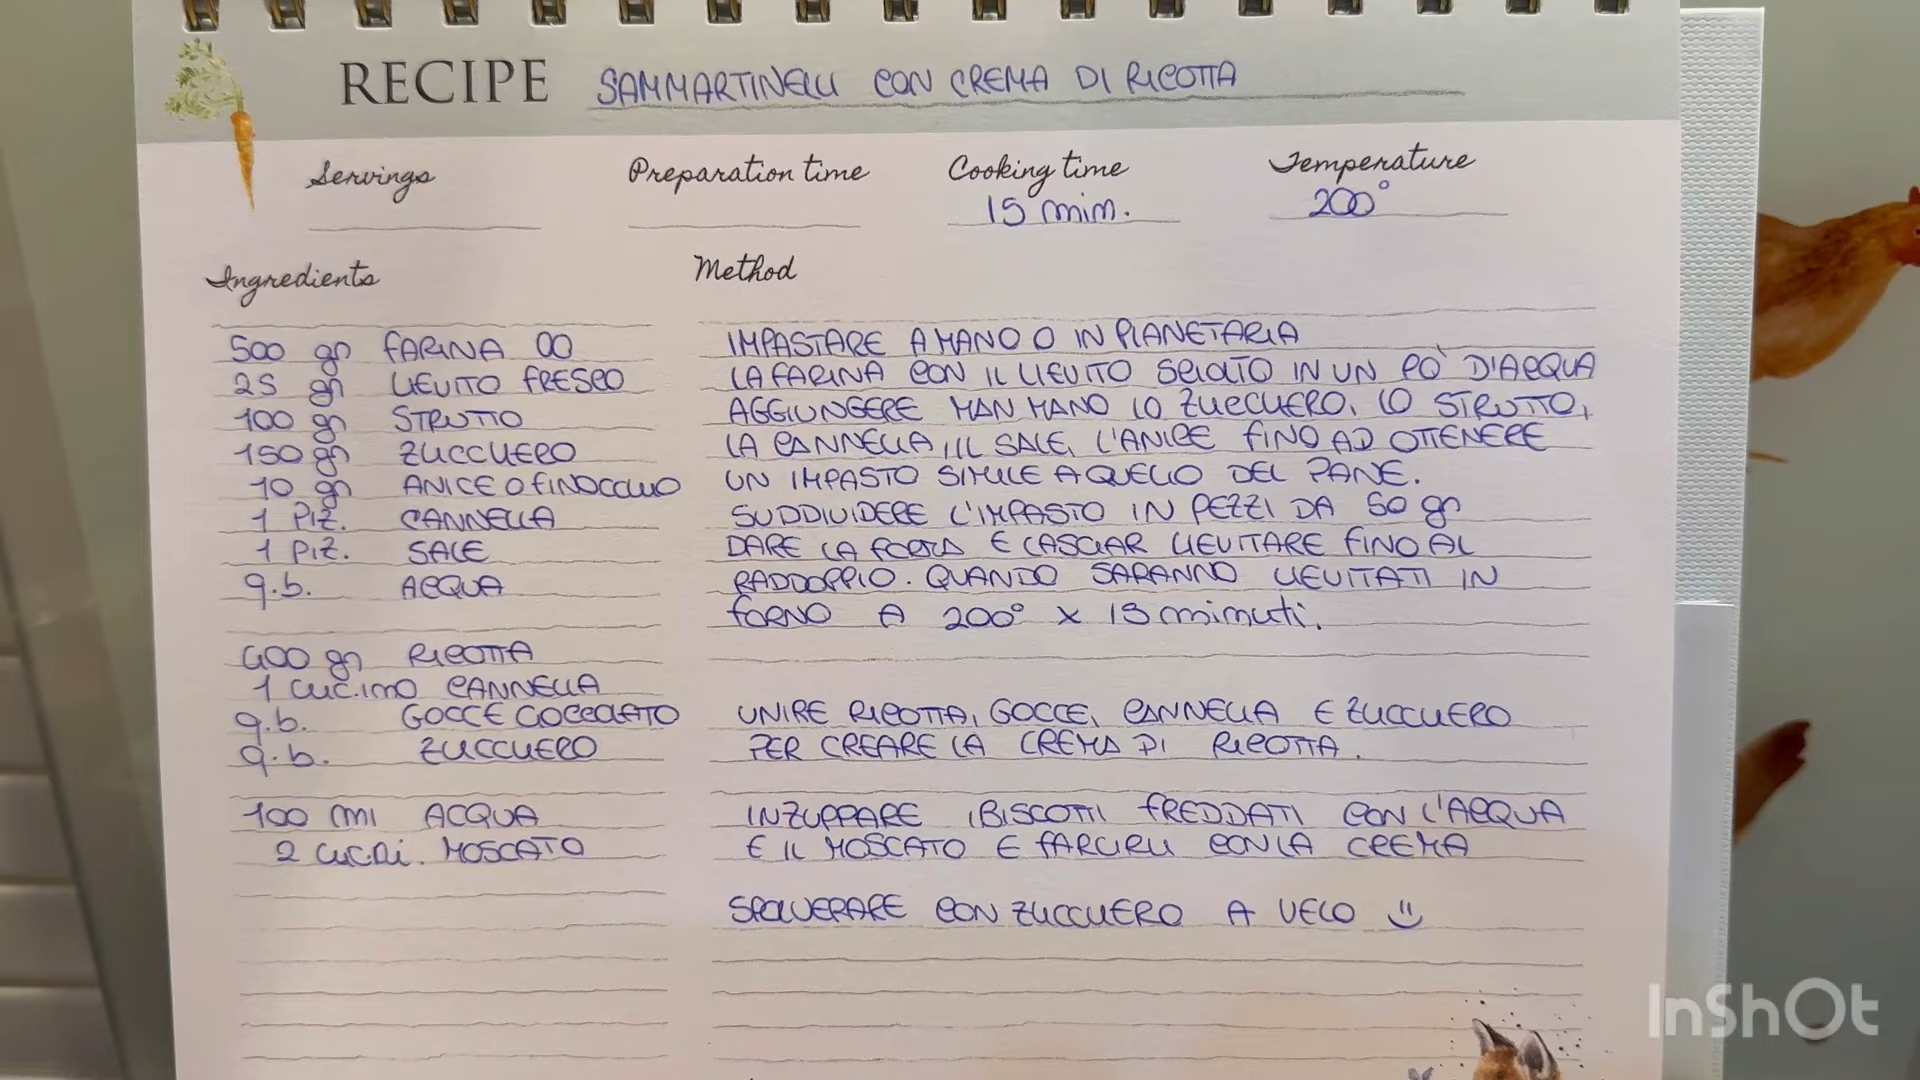 RECIPE SAMMARTINELLI CON CREMA DI RICOTTA
Servings
Preparation time
Cooking time
15 min.
Temperature
200°
Ingredients
500 gr FARINA 00
25 gr LIEVITO FRESCO
100 gr STRUTTO
150 gr ZUCCHERO
10 gr ANICE O FINOCCHIO
1 PIZ. CANNELLA
1 PIZ. SALE
q.b. ACQUA
400 gr RICOTTA
1 CUC.INO CANNELLA
q.b. GOCCE CIOCCOLATO
q.b. ZUCCHERO
100 ml ACQUA
2 CUC.AI. MOSCATO
Method
IMPASTARE A MANO O IN PLANETARIA
LA FARINA CON IL LIEVITO SCIOLTO IN UN PO' D'ACQUA
AGGIUNGERE MAN MANO LO ZUCCHERO, LO STRUTTO,
LA CANNELLA, IL SALE, L'ANICE FINO AD OTTENERE
UN IMPASTO SIMILE A QUELLO DEL PANE.
SUDDIVIDERE L'IMPASTO IN PEZZI DA 50 gr
DARE LA FORMA E LASCIAR LIEVITARE FINO AL
RADDOPPIO. QUANDO SARANNO LIEVITATI IN
FORNO A 200° x 15 minuti.
UNIRE RICOTTA, GOCCE, CANNELLA E ZUCCHERO
PER CREARE LA CREMA DI RICOTTA.
INZUPPARE I BISCOTTI FREDDATI CON L'ACQUA
E IL MOSCATO E FARCIRLI CON LA CREMA
SPOLVERARE CON ZUCCHERO A VELO
InShOt